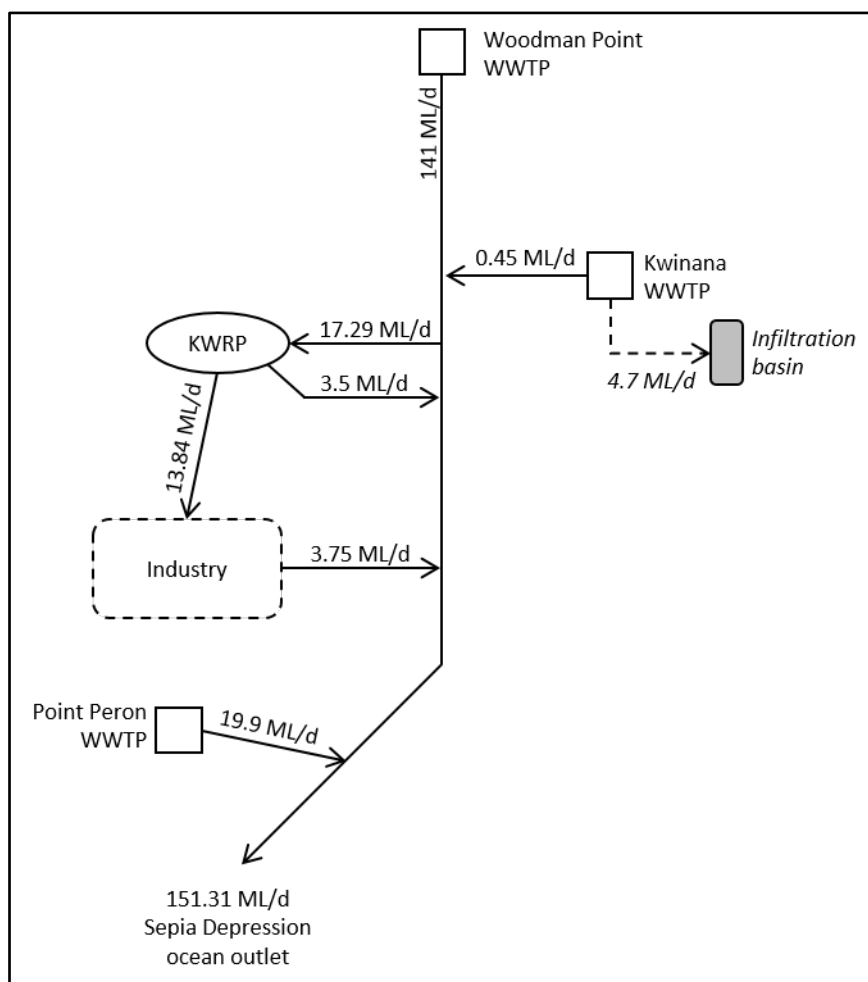 Woodman Point
WWTP
141 ML/d
0.45 ML/d
Kwinana
WWTP
17.29 ML/d
KWRP
Infiltration
basin
3.5 ML/d
4.7 ML/d
13.84 ML/d
Industry
3.75 ML/d
Point Peron
WWTP
19.9 ML/d
151.31 ML/d
Sepia Depression
ocean outlet